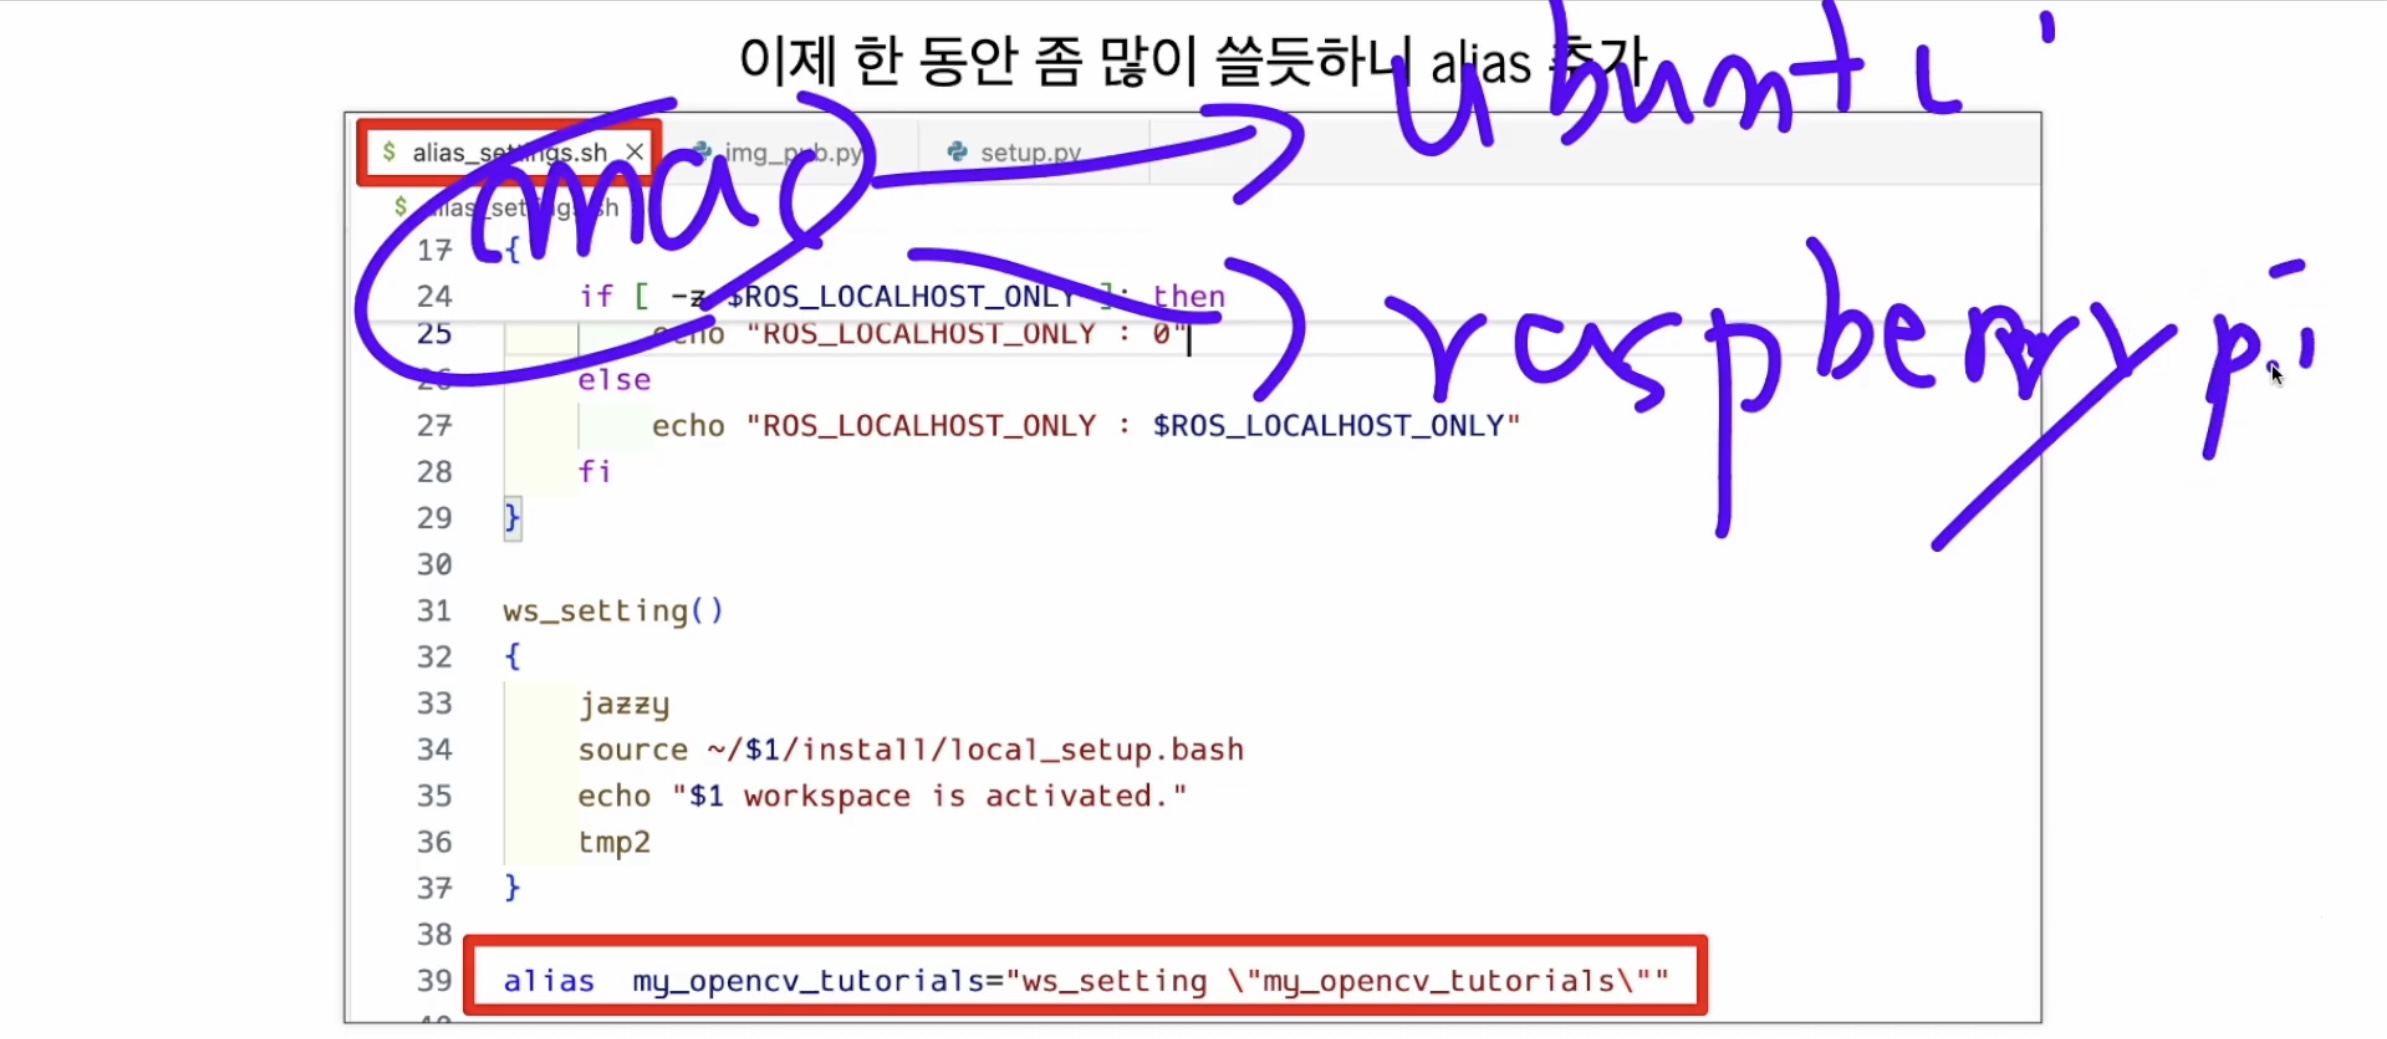 이제 한 동안 좀 많이 쓸듯하니 alias 추가
ubuntu
$ alias_settings.sh × img_pub.py setup.py
mac
$ alias_settings.sh
17 {
24 if [ -z $ROS_LOCALHOST_ONLY ]; then
raspberry pi
25 echo "ROS_LOCALHOST_ONLY : 0"
26 else
27 echo "ROS_LOCALHOST_ONLY : $ROS_LOCALHOST_ONLY"
28 fi
29 }
30
31 ws_setting()
32 {
33 jazzy
34 source ~/$1/install/local_setup.bash
35 echo "$1 workspace is activated."
36 tmp2
37 }
38
39 alias my_opencv_tutorials="ws_setting \"my_opencv_tutorials\""
40